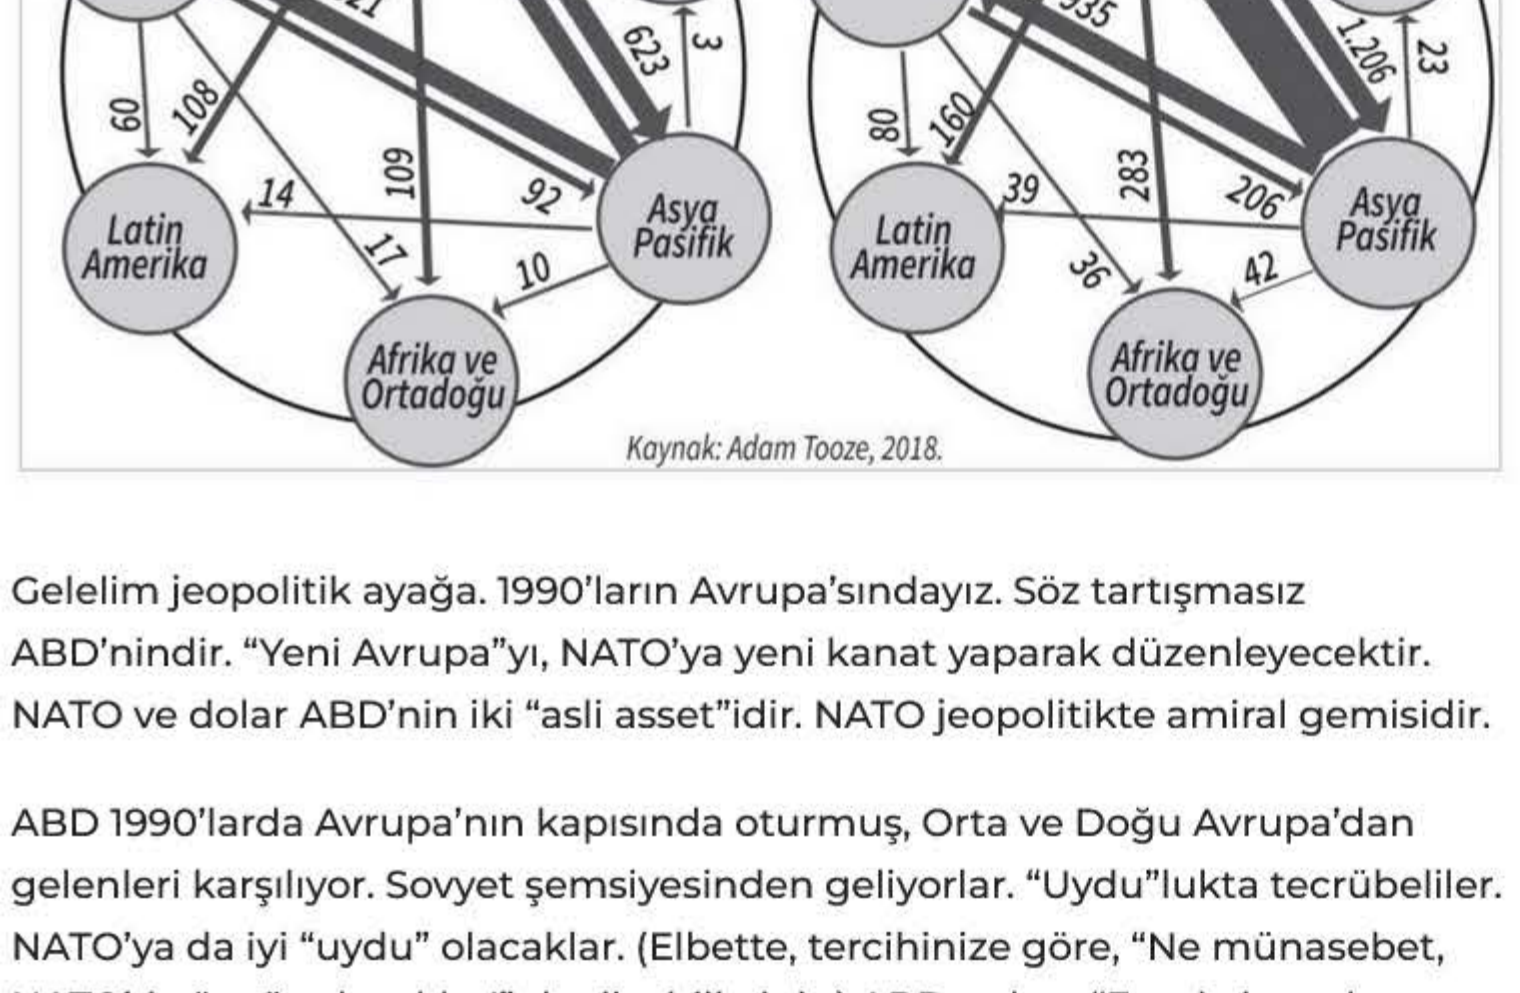 623
3
60
108
14
109
92
17
10
Latin
Amerika
Asya
Pasifik
Afrika ve
Ortadoğu
935
1.206
23
80
160
39
283
206
36
42
Latin
Amerika
Asya
Pasifik
Afrika ve
Ortadoğu
Kaynak: Adam Tooze, 2018.
Gelelim jeopolitik ayağa. 1990’ların Avrupa’sındayız. Söz tartışmasız
ABD’nindir. “Yeni Avrupa”yı, NATO’ya yeni kanat yaparak düzenleyecektir.
NATO ve dolar ABD’nin iki “asli asset”idir. NATO jeopolitikte amiral gemisidir.
ABD 1990’larda Avrupa’nın kapısında oturmuş, Orta ve Doğu Avrupa’dan
gelenleri karşılıyor. Sovyet şemsiyesinden geliyorlar. “Uydu”lukta tecrübeliler.
NATO’ya da iyi “uydu” olacaklar. (Elbette, tercihinize göre, “Ne münasebet,